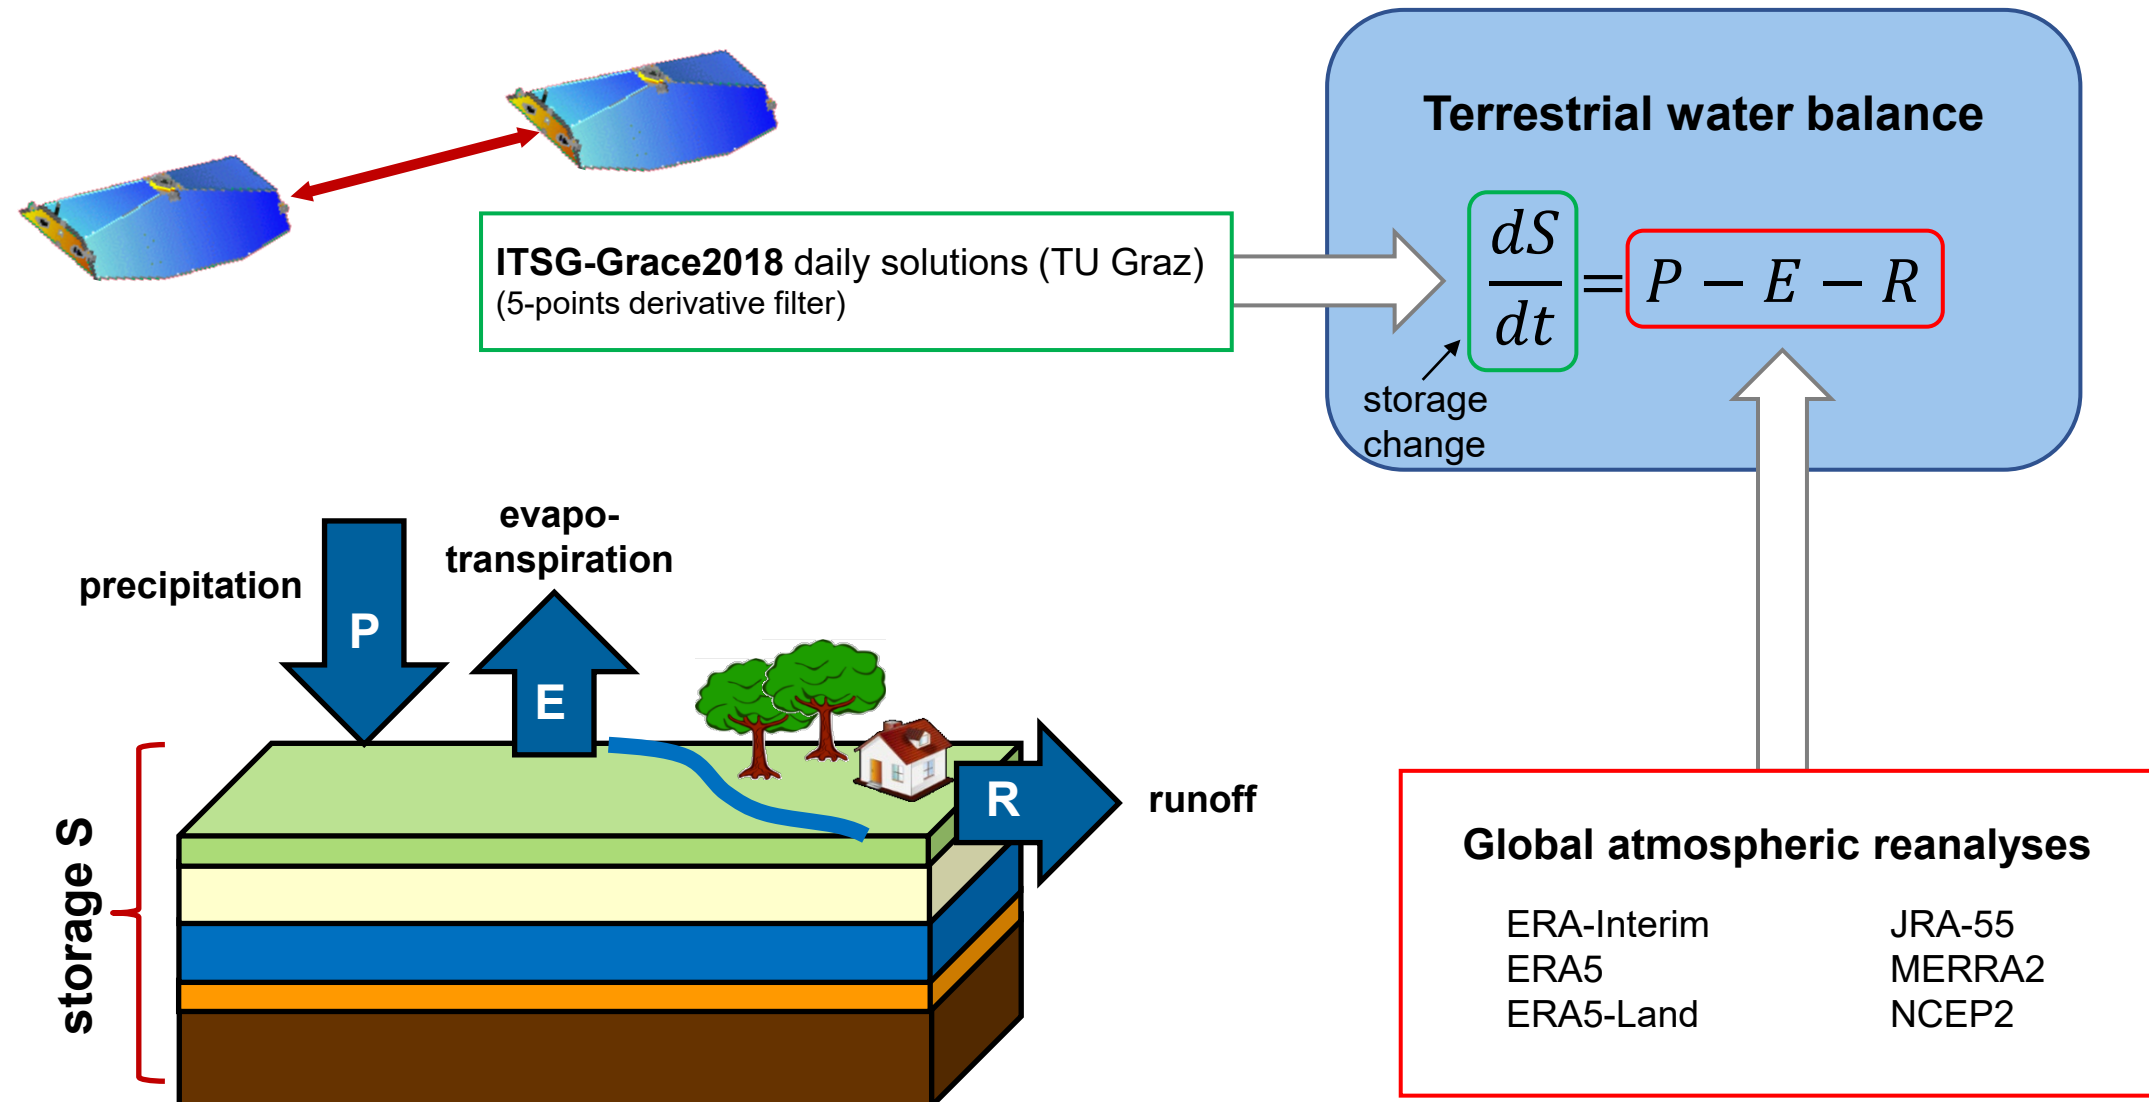 Terrestrial water balance
ITSG-Grace2018 daily solutions (TU Graz)
(5-points derivative filter)
dS
dt
= P − E − R
storage
change
evapo-
transpiration
precipitation
P
E
R
runoff
storage S
Global atmospheric reanalyses
ERA-Interim JRA-55
ERA5 MERRA2
ERA5-Land NCEP2